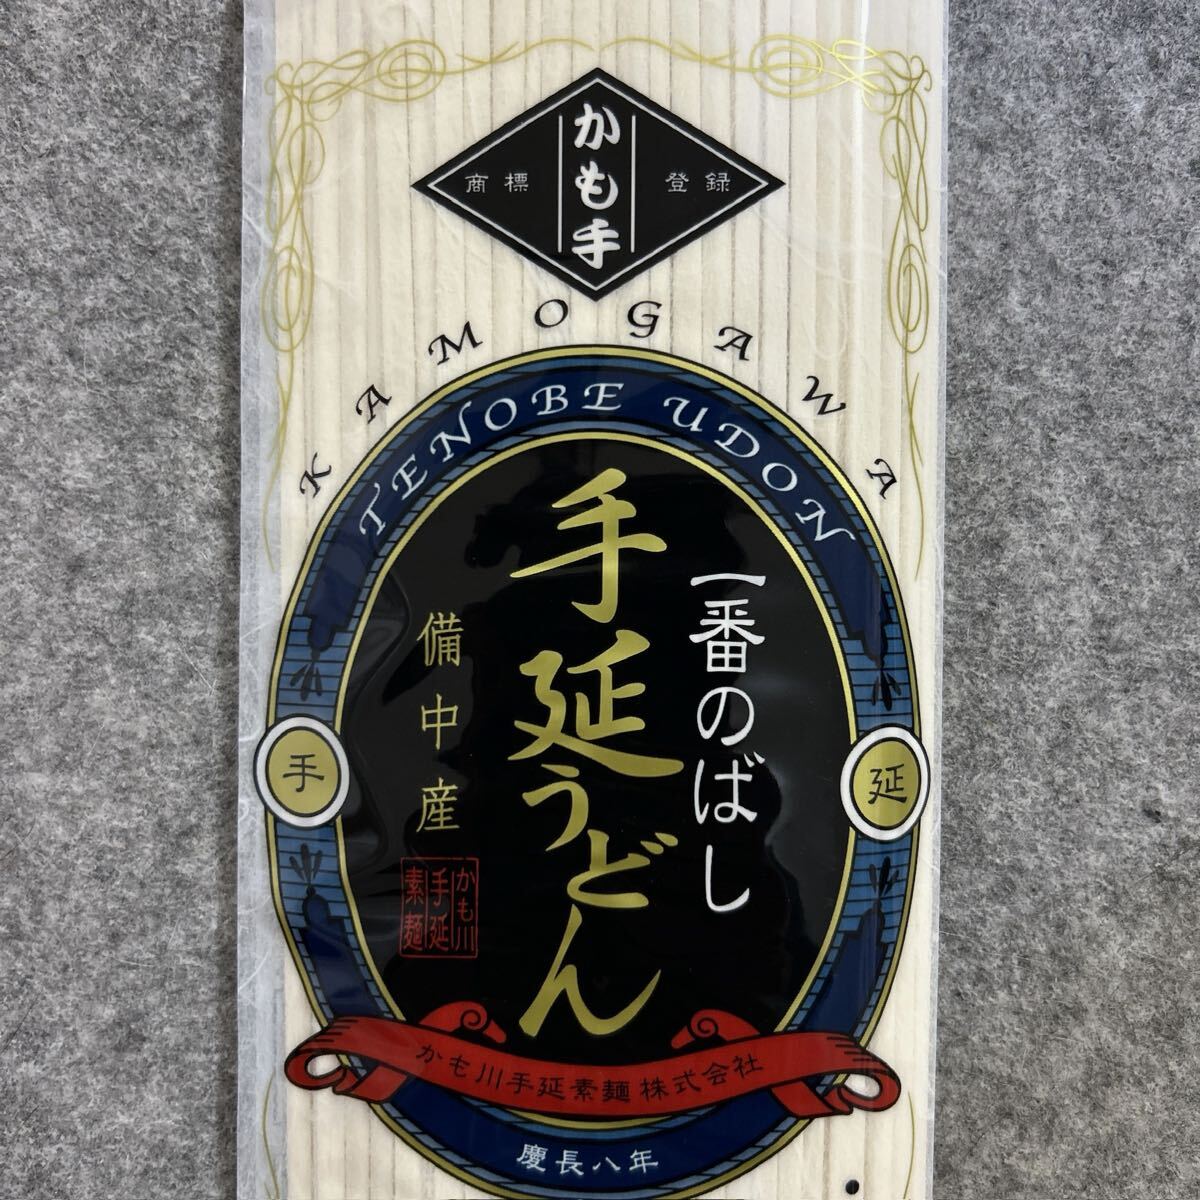 かも手
商標
登録
KAMOGAWA
TENOBE UDON
一番のばし
手延うどん
備中産
かも川
手延
素麺
手
延
かも川手延素麺株式会社
慶長八年